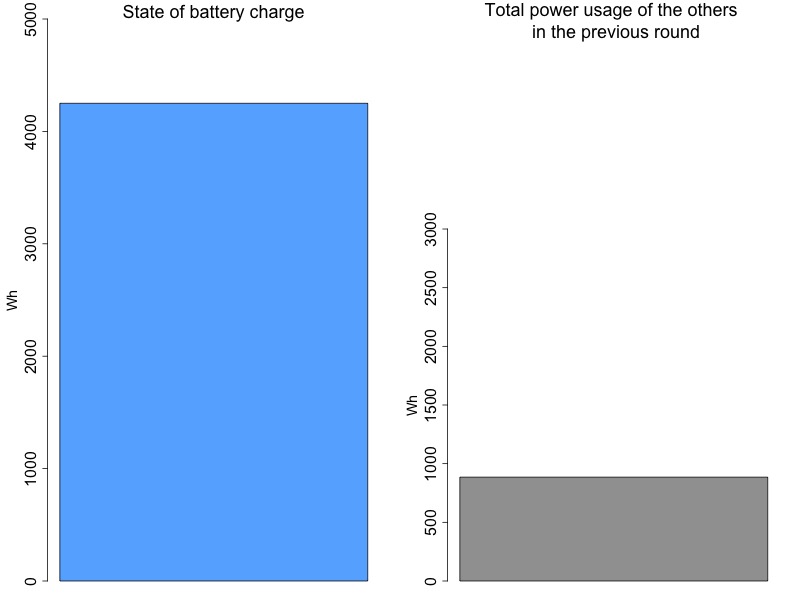 State of battery charge
5000
4000
3000
2000
1000
0
Wh
Total power usage of the others
in the previous round
3000
2500
2000
1500
1000
500
0
Wh